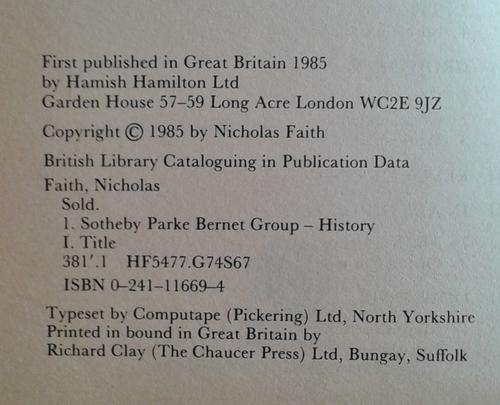 First published in Great Britain 1985
by Hamish Hamilton Ltd
Garden House 57–59 Long Acre London WC2E 9JZ
Copyright © 1985 by Nicholas Faith
British Library Cataloguing in Publication Data
Faith, Nicholas
Sold.
1. Sotheby Parke Bernet Group – History
I. Title
381'.1 HF5477.G74S67
ISBN 0–241–11669–4
Typeset by Computape (Pickering) Ltd, North Yorkshire
Printed in bound in Great Britain by
Richard Clay (The Chaucer Press) Ltd, Bungay, Suffolk